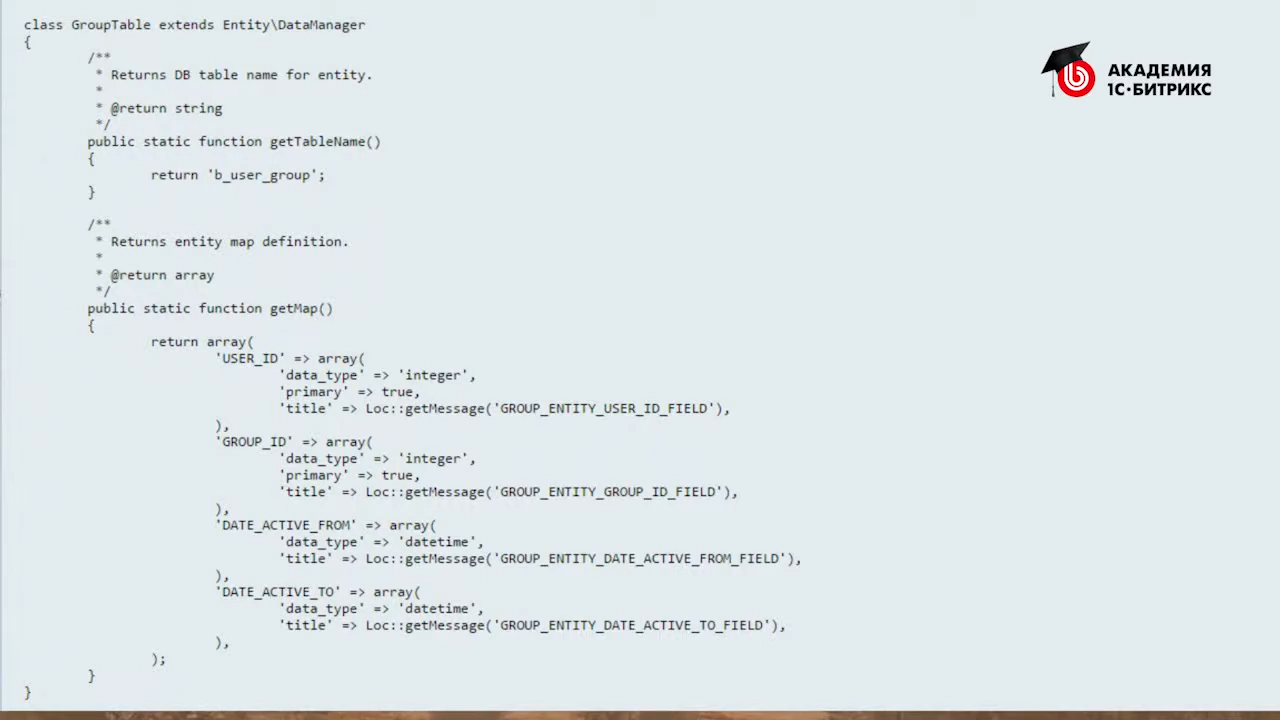 class GroupTable extends Entity\DataManager
{
/**
* Returns DB table name for entity.
*
* @return string
*/
public static function getTableName()
{
return 'b_user_group';
}
/**
* Returns entity map definition.
*
* @return array
*/
public static function getMap()
{
return array(
'USER_ID' => array(
'data_type' => 'integer',
'primary' => true,
'title' => Loc::getMessage('GROUP_ENTITY_USER_ID_FIELD'),
),
'GROUP_ID' => array(
'data_type' => 'integer',
'primary' => true,
'title' => Loc::getMessage('GROUP_ENTITY_GROUP_ID_FIELD'),
),
'DATE_ACTIVE_FROM' => array(
'data_type' => 'datetime',
'title' => Loc::getMessage('GROUP_ENTITY_DATE_ACTIVE_FROM_FIELD'),
),
'DATE_ACTIVE_TO' => array(
'data_type' => 'datetime',
'title' => Loc::getMessage('GROUP_ENTITY_DATE_ACTIVE_TO_FIELD'),
),
);
}
}
АКАДЕМИЯ
1С·БИТРИКС